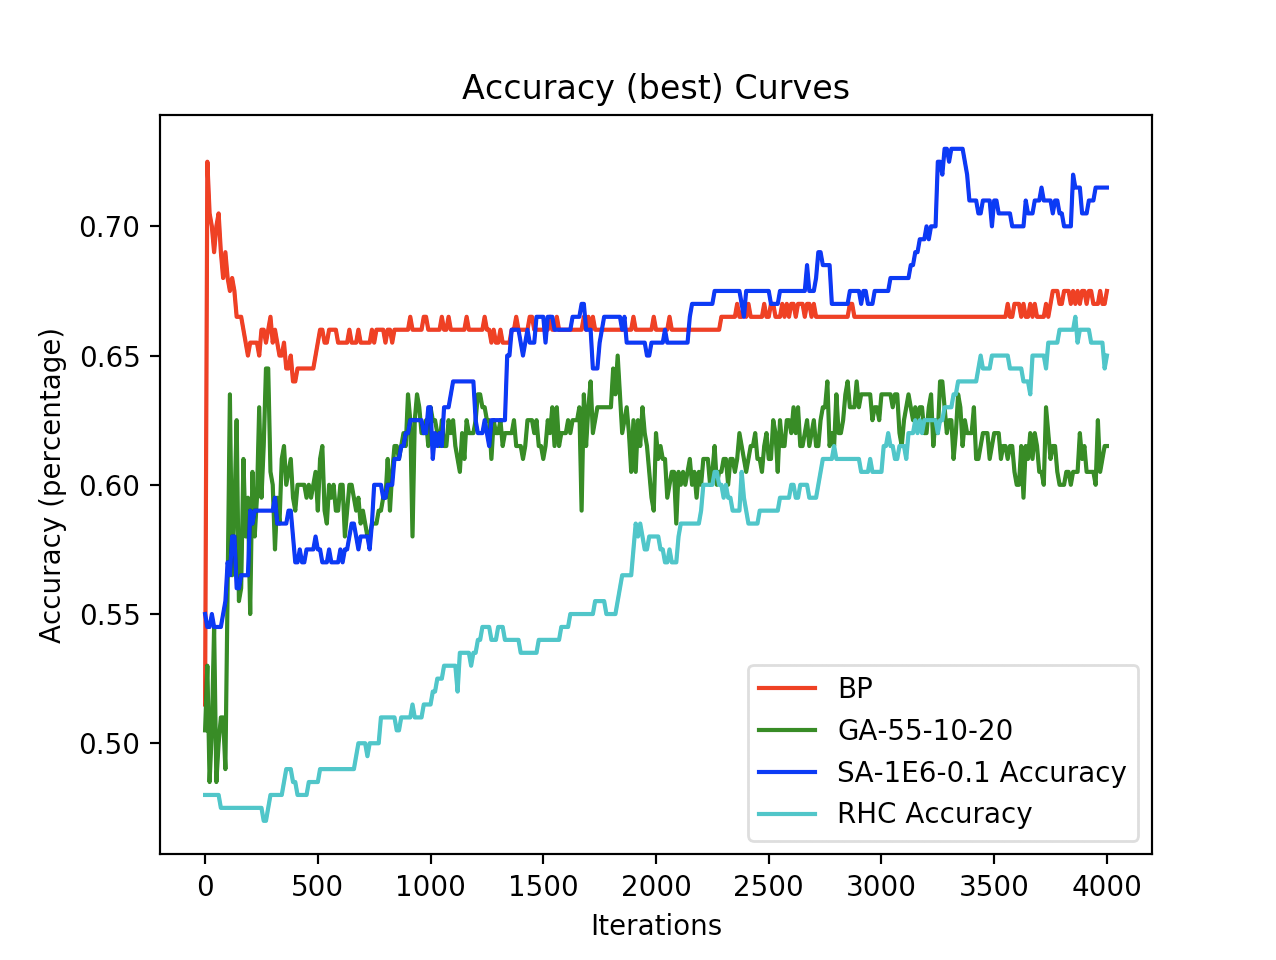 Accuracy (best) Curves
Accuracy (percentage)
0.70
0.65
0.60
0.55
0.50
BP
GA-55-10-20
SA-1E6-0.1 Accuracy
RHC Accuracy
0 500 1000 1500 2000 2500 3000 3500 4000
Iterations